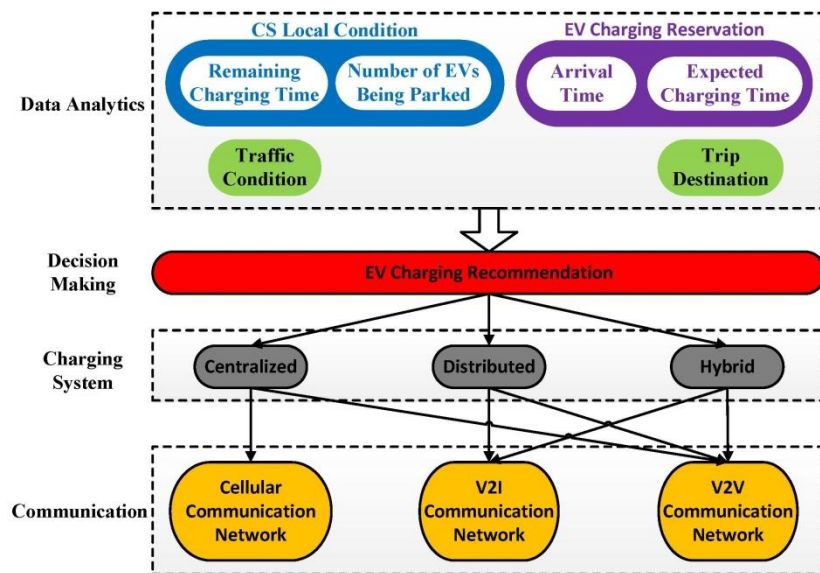 CS Local Condition
EV Charging Reservation
Data Analytics
Remaining
Charging Time
Number of EVs
Being Parked
Arrival
Time
Expected
Charging Time
Traffic
Condition
Trip
Destination
Decision
Making
EV Charging Recommendation
Charging
System
Centralized
Distributed
Hybrid
Communication
Cellular
Communication
Network
V2I
Communication
Network
V2V
Communication
Network